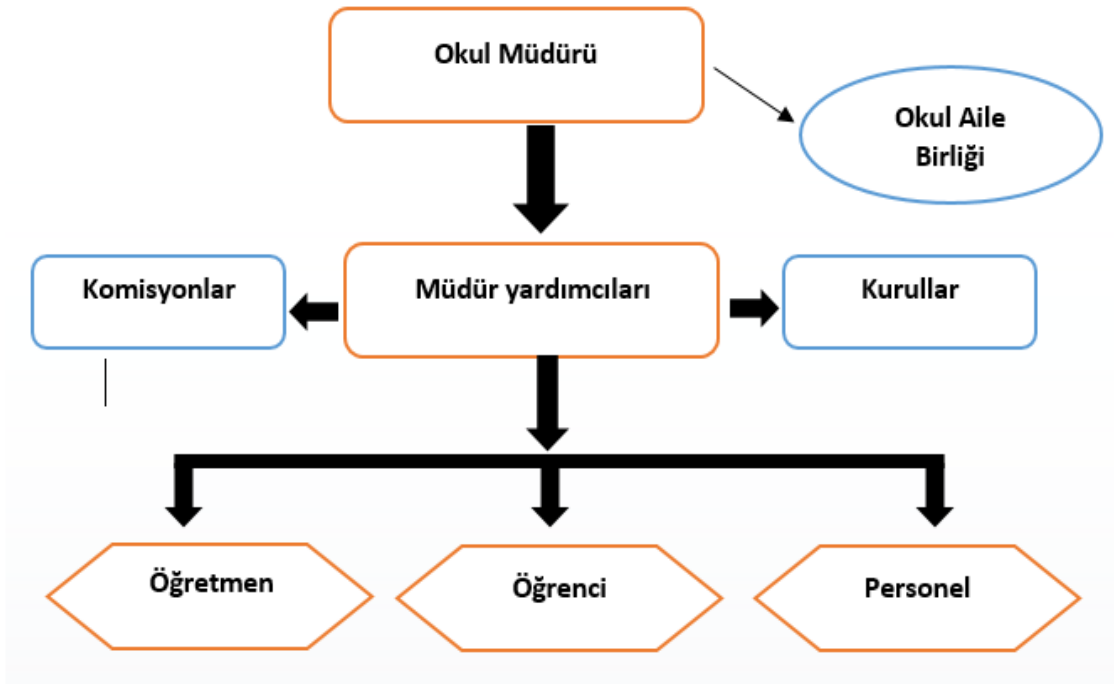 Okul Müdürü
Okul Aile
Birliği
Komisyonlar
Müdür yardımcıları
Kurullar
Öğretmen
Öğrenci
Personel